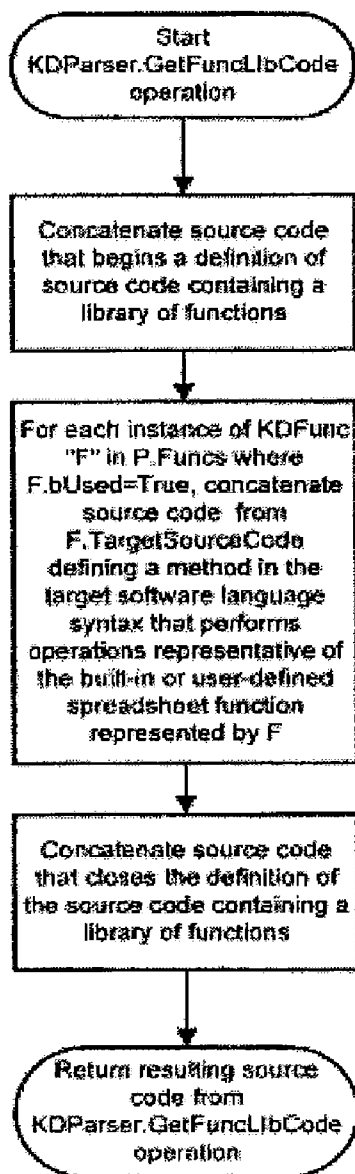 Start
KDParser.GetFuncLibCode
operation
Concatenate source code
that begins a definition of
source code containing a
library of functions
For each instance of KDFunc
"F" in P.Funcs where
F.bUsed=True, concatenate
source code from
F.TargetSourceCode
defining a method in the
target software language
syntax that performs
operations representative of
the built-in or user-defined
spreadsheet function
represented by F
Concatenate source code
that closes the definition of
the source code containing a
library of functions
Return resulting source
code from
KDParser.GetFuncLibCode
operation